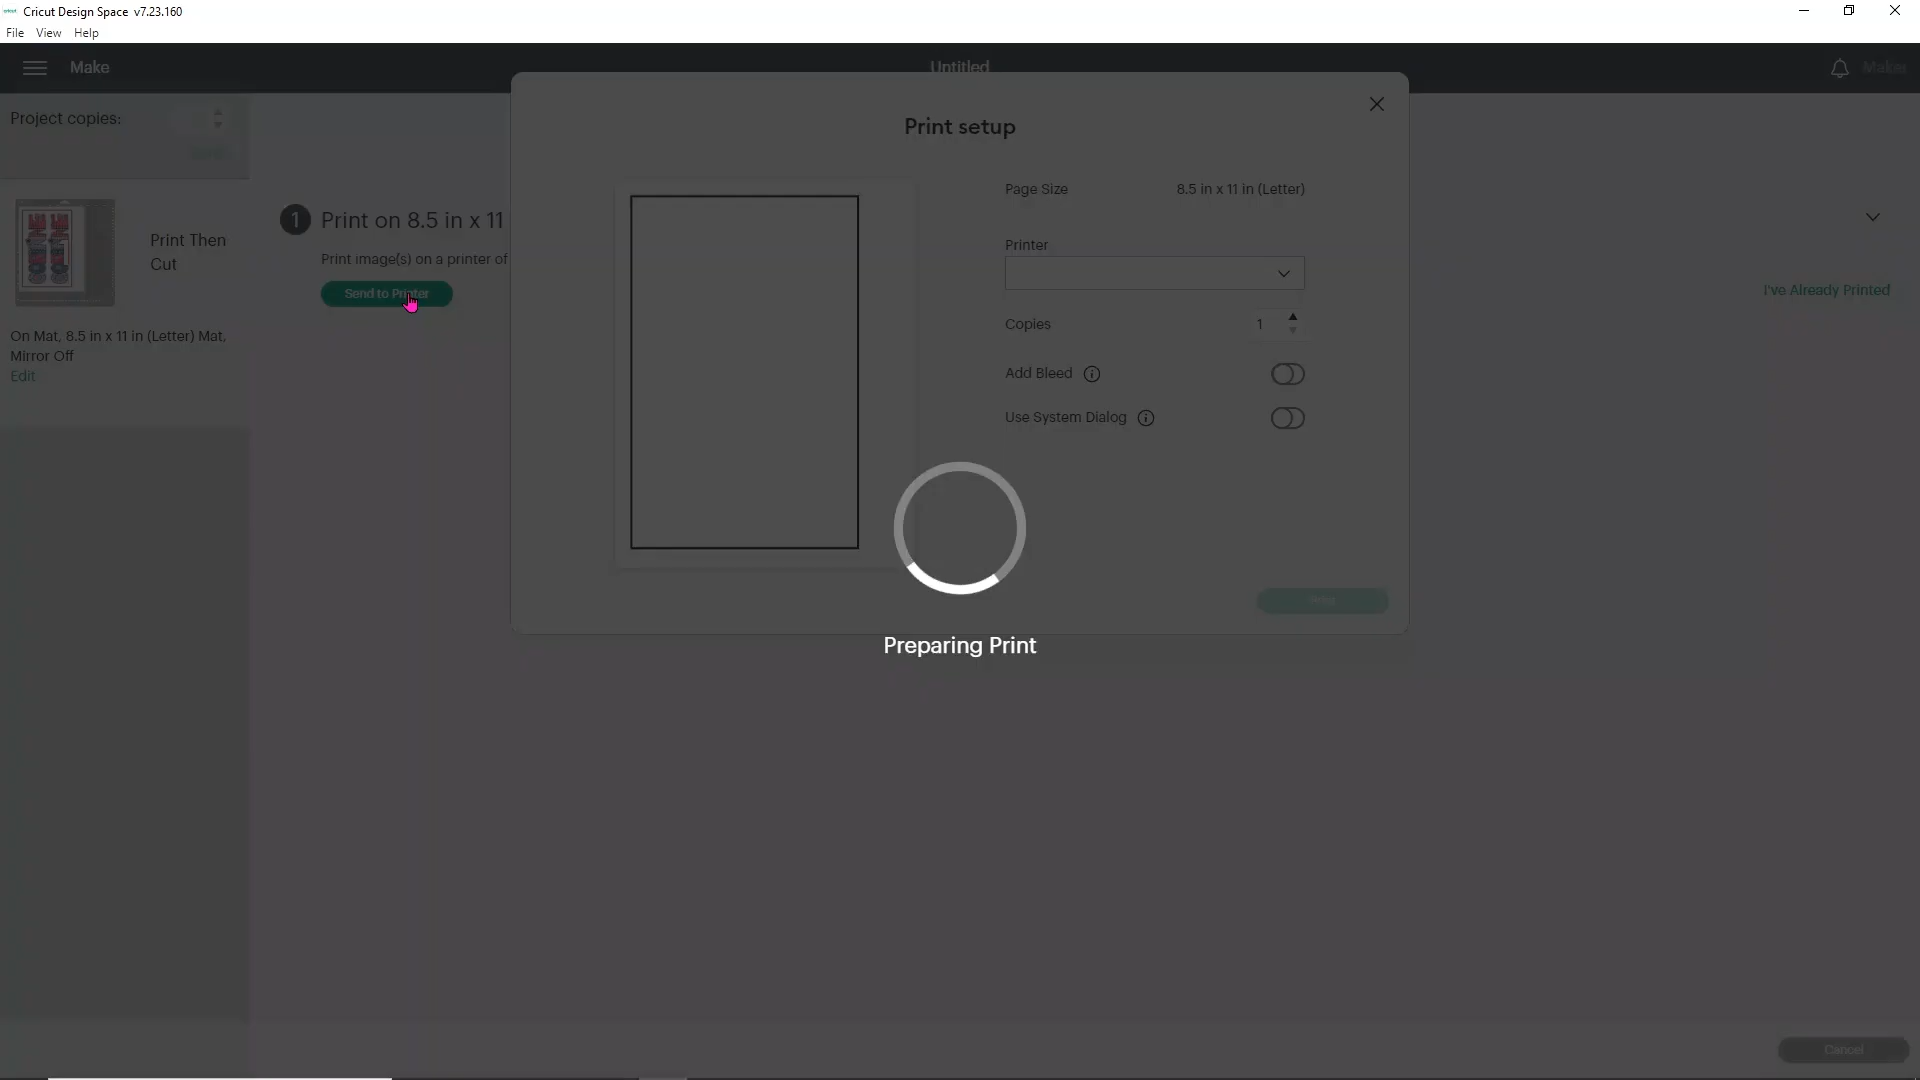 Cricut Design Space v7.23.160
File View Help
Make
Untitled
Maker
Project copies:
Print Then
Cut
On Mat, 8.5 in x 11 in (Letter) Mat,
Mirror Off
Edit
1 Print on 8.5 in x 11
Print image(s) on a printer of
Send to Printer
I've Already Printed
Print setup
Page Size 8.5 in x 11 in (Letter)
Printer
Copies 1
Add Bleed
Use System Dialog
Print
Preparing Print
Cancel